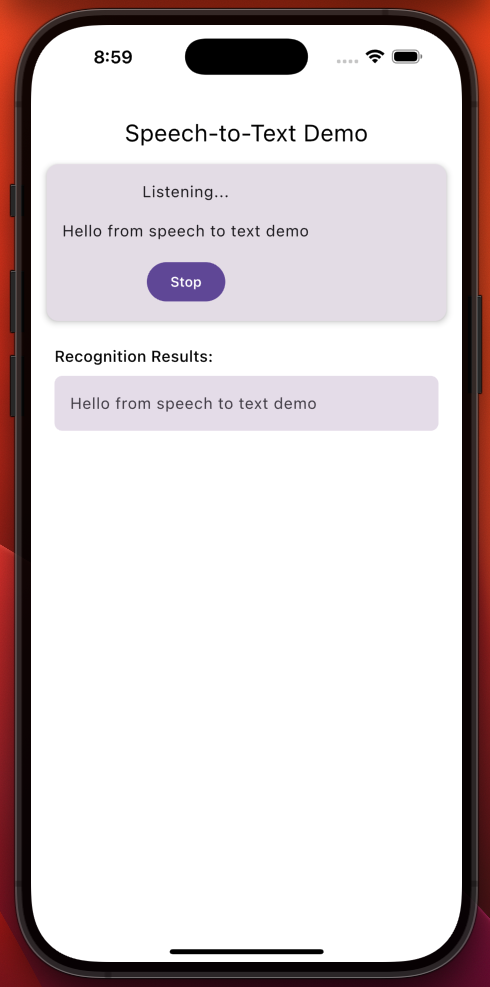 8:59
Speech-to-Text Demo
Listening...
Hello from speech to text demo
Stop
Recognition Results:
Hello from speech to text demo